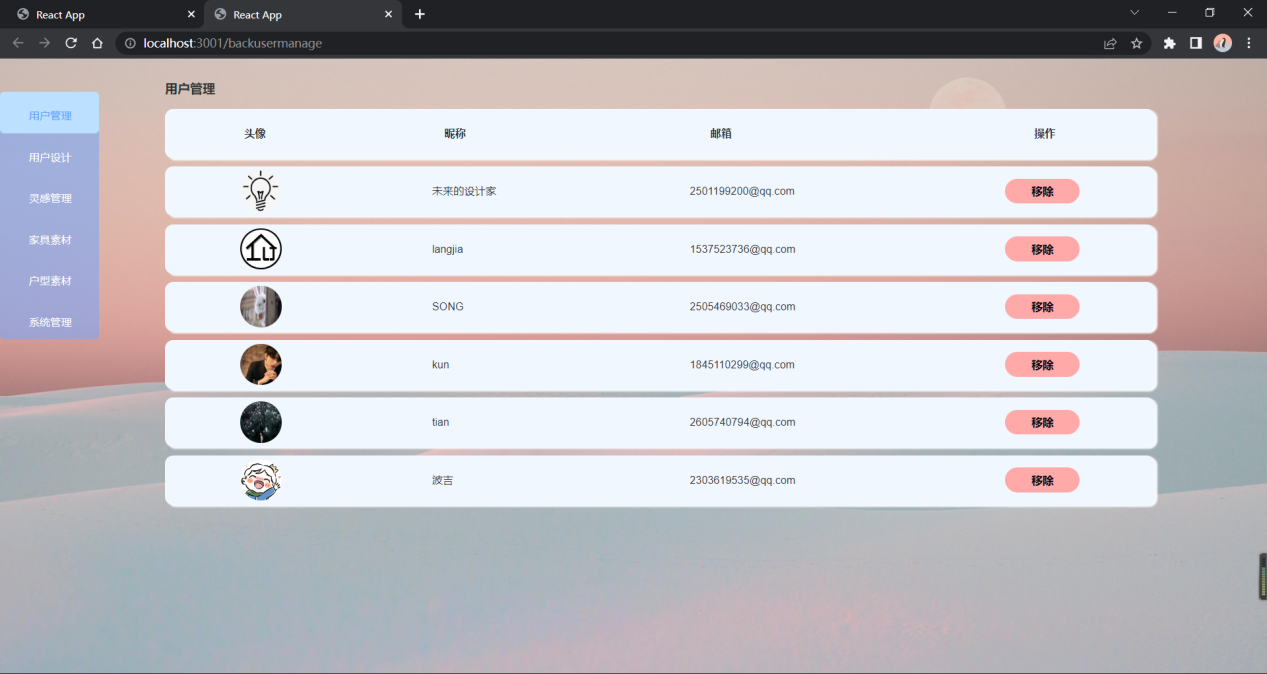 React App
React App
localhost:3001/backusermanage
用户管理
用户管理
用户设计
灵感管理
家具素材
户型素材
系统管理
头像 昵称 邮箱 操作
未来的设计家 2501199200@qq.com 移除
langjia 1537523736@qq.com 移除
SONG 2505469033@qq.com 移除
kun 1845110299@qq.com 移除
tian 2605740794@qq.com 移除
波吉 2303619535@qq.com 移除